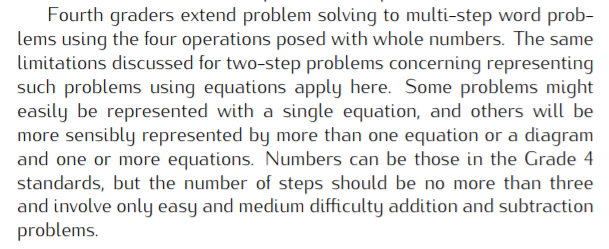 Fourth graders extend problem solving to multi-step word prob-
lems using the four operations posed with whole numbers. The same
limitations discussed for two-step problems concerning representing
such problems using equations apply here. Some problems might
easily be represented with a single equation, and others will be
more sensibly represented by more than one equation or a diagram
and one or more equations. Numbers can be those in the Grade 4
standards, but the number of steps should be no more than three
and involve only easy and medium difficulty addition and subtraction
problems.